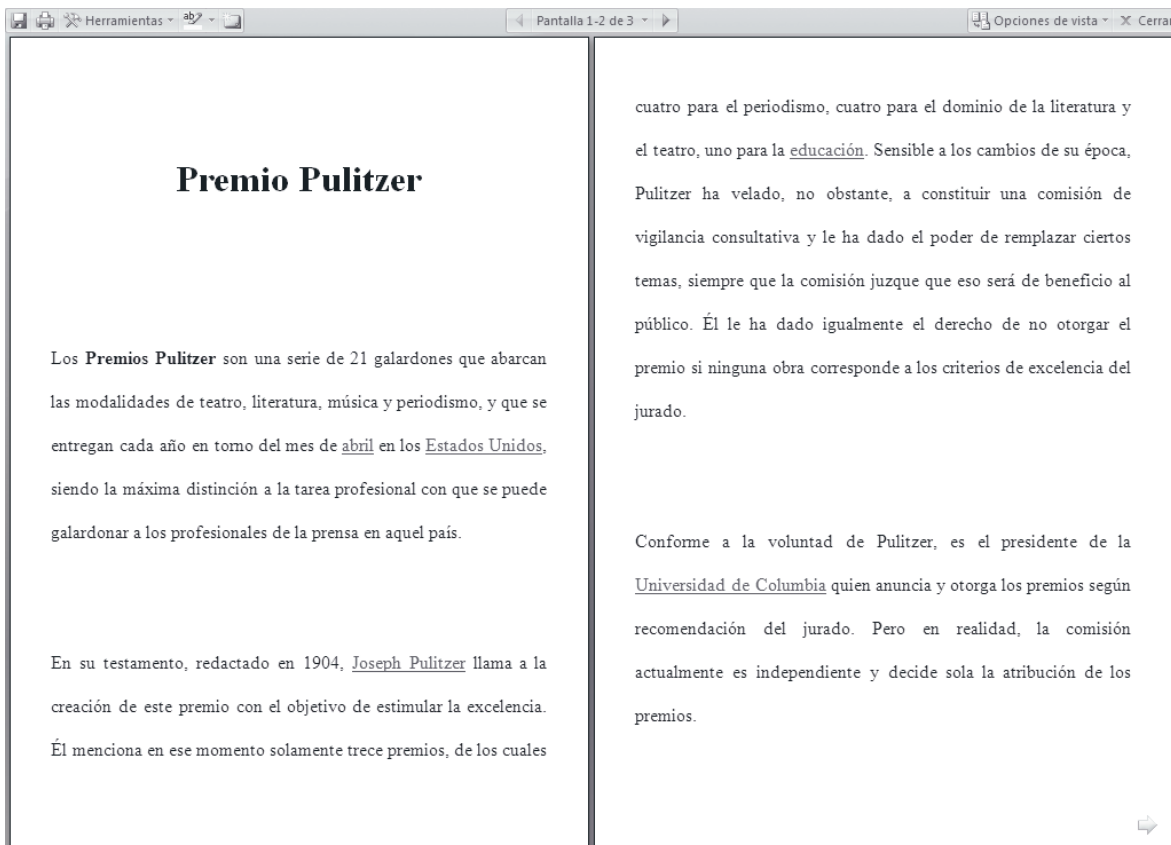 Herramientas
Pantalla 1-2 de 3
Opciones de vista
Cerrar
Premio Pulitzer
Los Premios Pulitzer son una serie de 21 galardones que abarcan
las modalidades de teatro, literatura, música y periodismo, y que se
entregan cada año en torno del mes de abril en los Estados Unidos,
siendo la máxima distinción a la tarea profesional con que se puede
galardonar a los profesionales de la prensa en aquel país.
En su testamento, redactado en 1904, Joseph Pulitzer llama a la
creación de este premio con el objetivo de estimular la excelencia.
Él menciona en ese momento solamente trece premios, de los cuales
cuatro para el periodismo, cuatro para el dominio de la literatura y
el teatro, uno para la educación. Sensible a los cambios de su época,
Pulitzer ha velado, no obstante, a constituir una comisión de
vigilancia consultativa y le ha dado el poder de remplazar ciertos
temas, siempre que la comisión juzque que eso será de beneficio al
público. Él le ha dado igualmente el derecho de no otorgar el
premio si ninguna obra corresponde a los criterios de excelencia del
jurado.
Conforme a la voluntad de Pulitzer, es el presidente de la
Universidad de Columbia quien anuncia y otorga los premios según
recomendación del jurado. Pero en realidad, la comisión
actualmente es independiente y decide sola la atribución de los
premios.